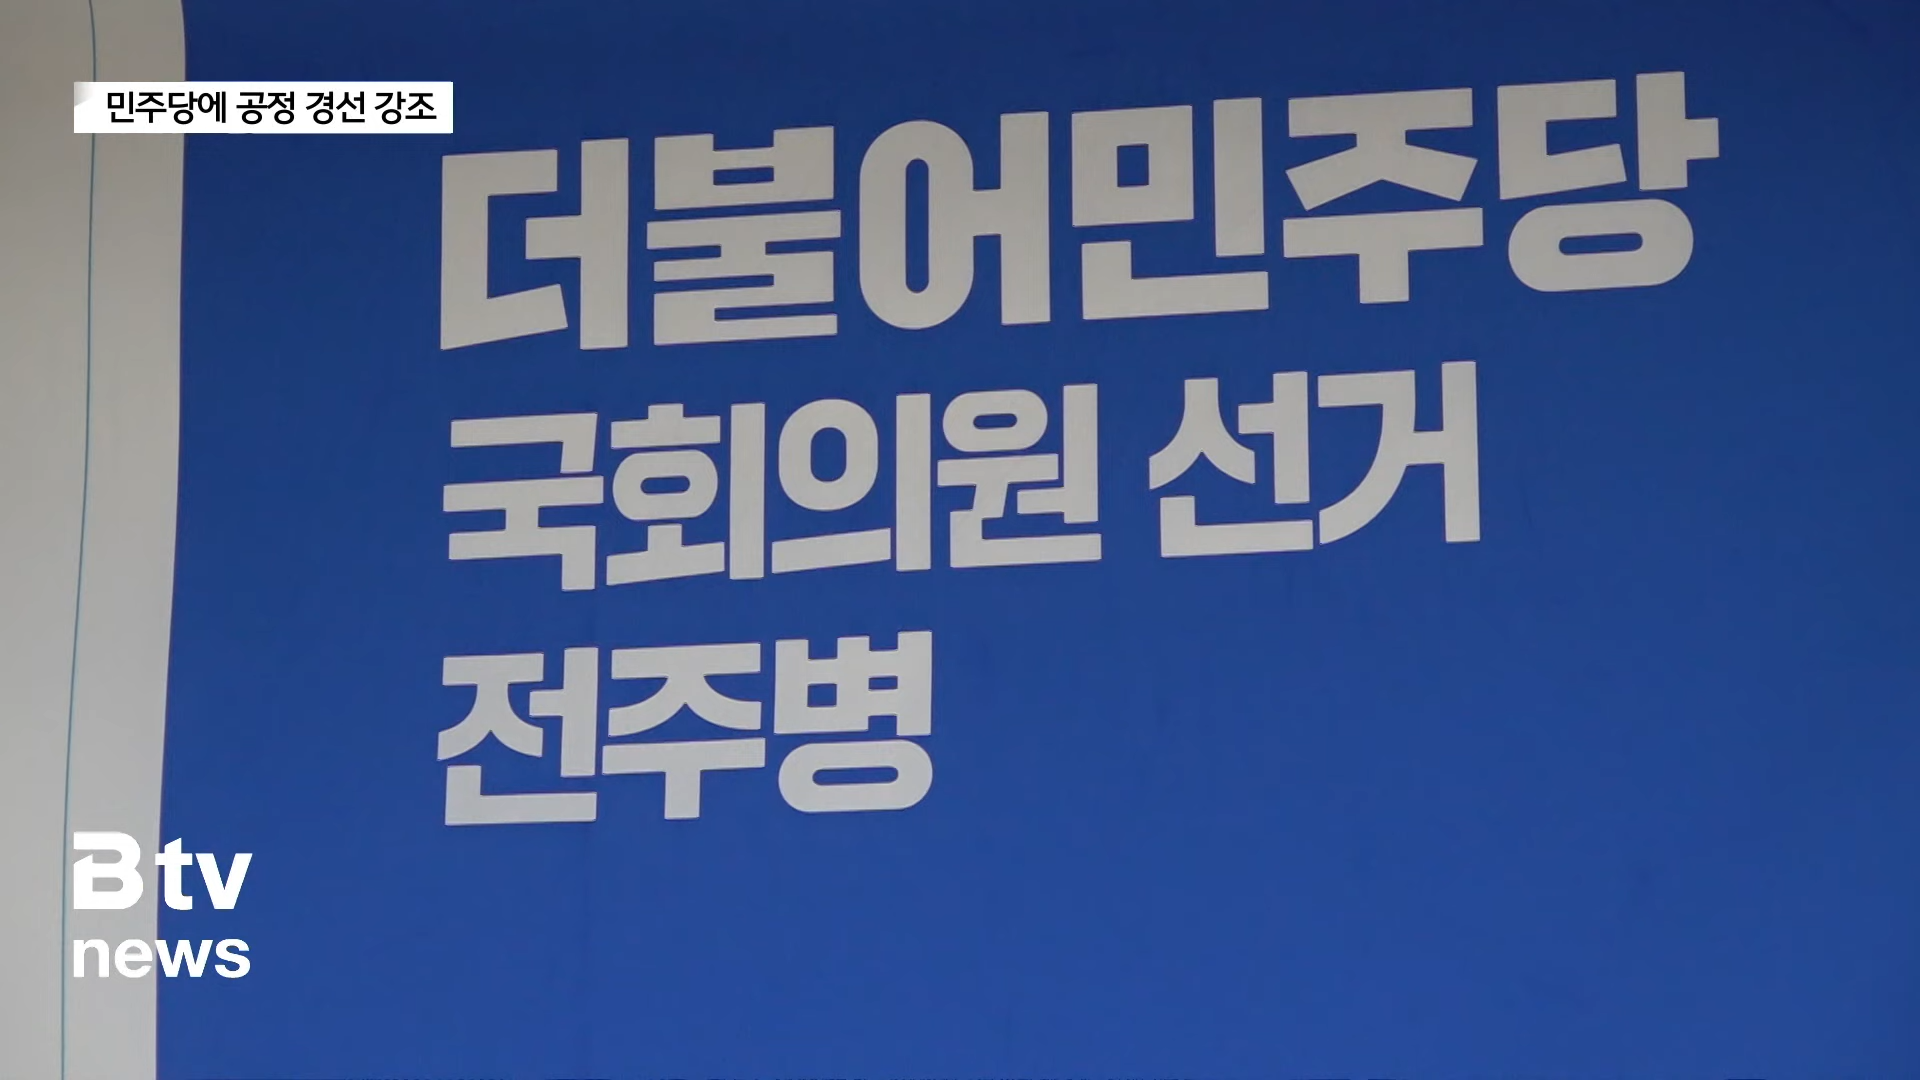 민주당에 공정 경선 강조
더불어민주당
국회의원 선거
전주병
B tv
news